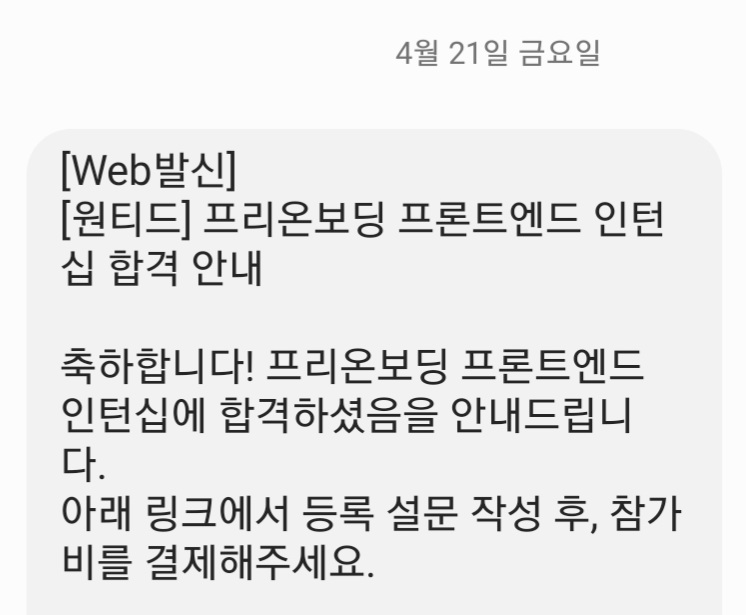 4월 21일 금요일
[Web발신]
[원티드] 프리온보딩 프론트엔드 인턴
십 합격 안내
축하합니다! 프리온보딩 프론트엔드
인턴십에 합격하셨음을 안내드립니
다.
아래 링크에서 등록 설문 작성 후, 참가
비를 결제해주세요.